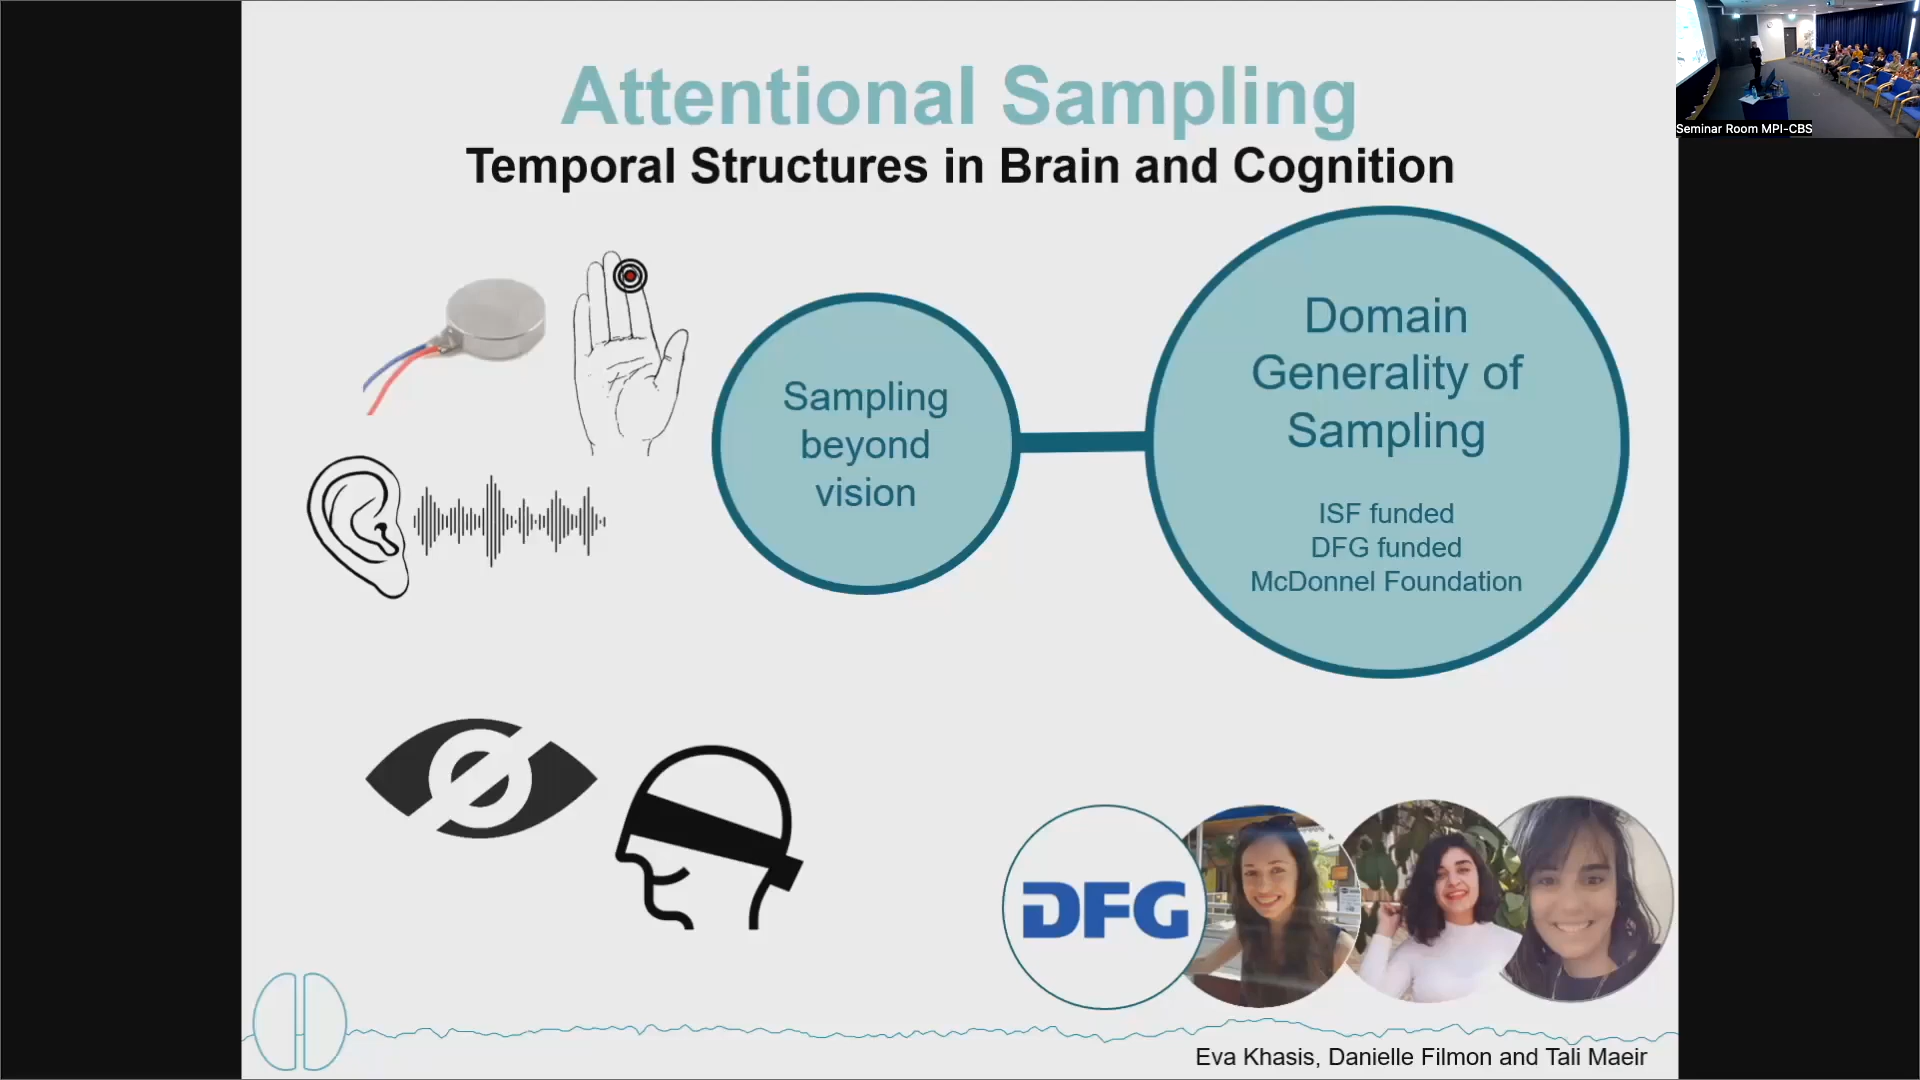 Attentional Sampling
Temporal Structures in Brain and Cognition
Sampling
beyond
vision
Domain
Generality of
Sampling
ISF funded
DFG funded
McDonnel Foundation
DFG
Eva Khasis, Danielle Filmon and Tali Maeir
Seminar Room MPI-CBS